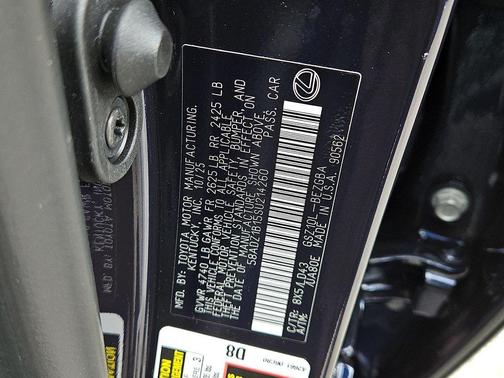 MFD. BY: TOYOTA MOTOR MANUFACTURING.
KENTUCKY, INC. 10/25
GVWR 4740 LB GAWR FR 2625 LB RR 2425 LB
THIS VEHICLE CONFORMS TO ALL APPLICABLE
FEDERAL MOTOR VEHICLE SAFETY, BUMPER, AND
THEFT PREVENTION STANDARDS IN EFFECT ON
THE DATE OF MANUFACTURE SHOWN ABOVE.
PASS. CAR
C/TR: 8X5/LD43
A/TM: UA80E
MADE IN U.S.A. 90562
D8